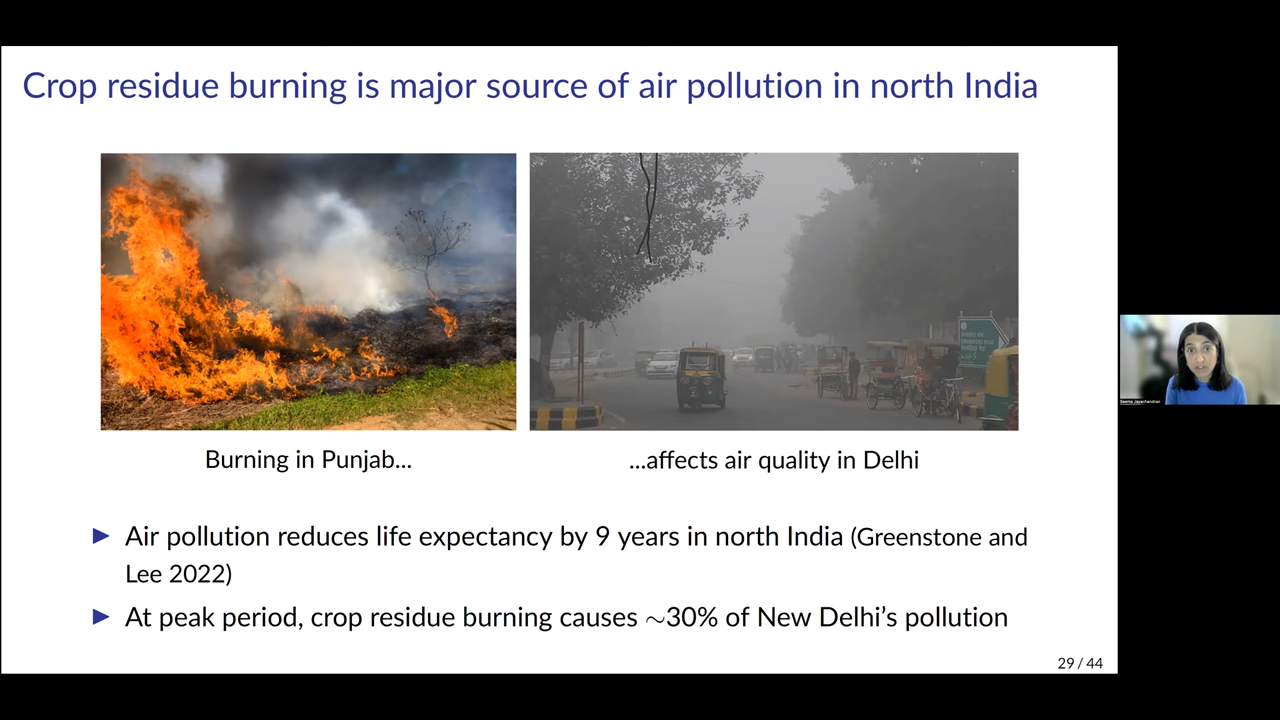 Crop residue burning is major source of air pollution in north India
Burning in Punjab...
...affects air quality in Delhi
▶ Air pollution reduces life expectancy by 9 years in north India (Greenstone and
Lee 2022)
▶ At peak period, crop residue burning causes ∼30% of New Delhi’s pollution
29 / 44
Seema Jayachandran